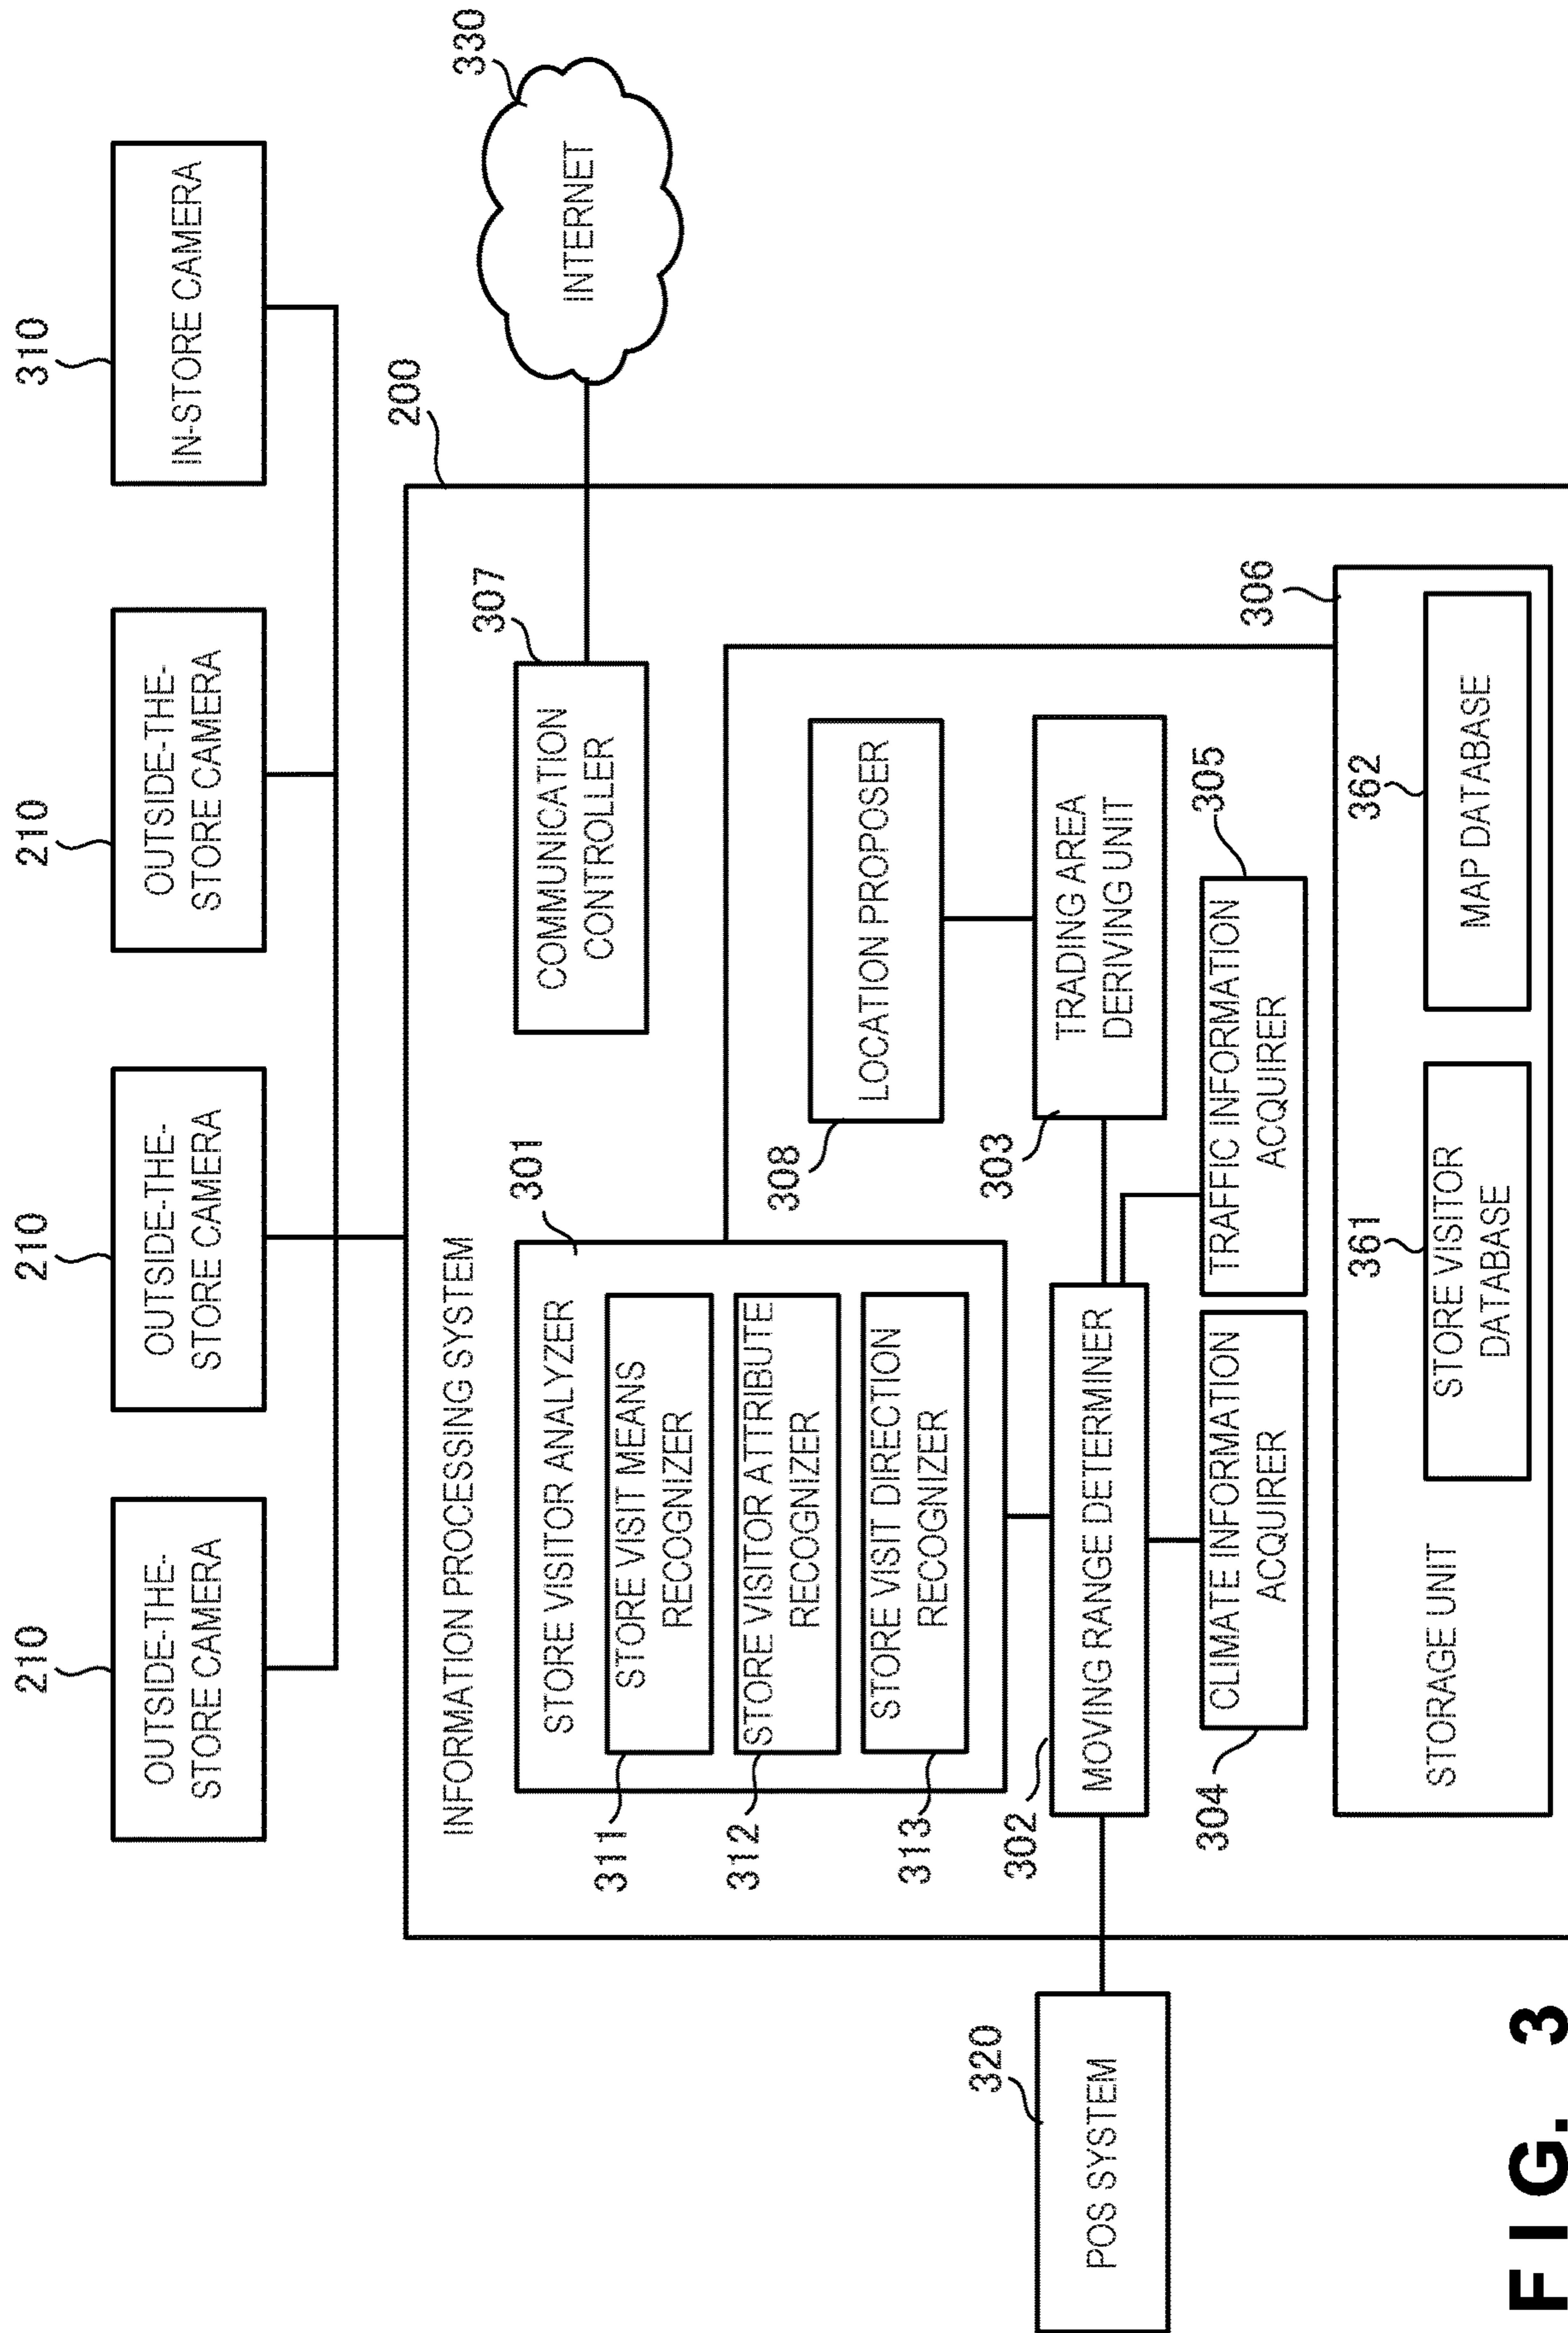 210
OUTSIDE-THE-
STORE CAMERA
210
OUTSIDE-THE-
STORE CAMERA
210
OUTSIDE-THE-
STORE CAMERA
310
IN-STORE CAMERA
200
INFORMATION PROCESSING SYSTEM
301
STORE VISITOR ANALYZER
311
STORE VISIT MEANS
RECOGNIZER
312
STORE VISITOR ATTRIBUTE
RECOGNIZER
313
STORE VISIT DIRECTION
RECOGNIZER
307
COMMUNICATION
CONTROLLER
330
INTERNET
308
LOCATION PROPOSER
303
TRADING AREA
DERIVING UNIT
320
POS SYSTEM
302
MOVING RANGE DETERMINER
304
CLIMATE INFORMATION
ACQUIRER
305
TRAFFIC INFORMATION
ACQUIRER
306
STORAGE UNIT
361
STORE VISITOR
DATABASE
362
MAP DATABASE
FIG. 3